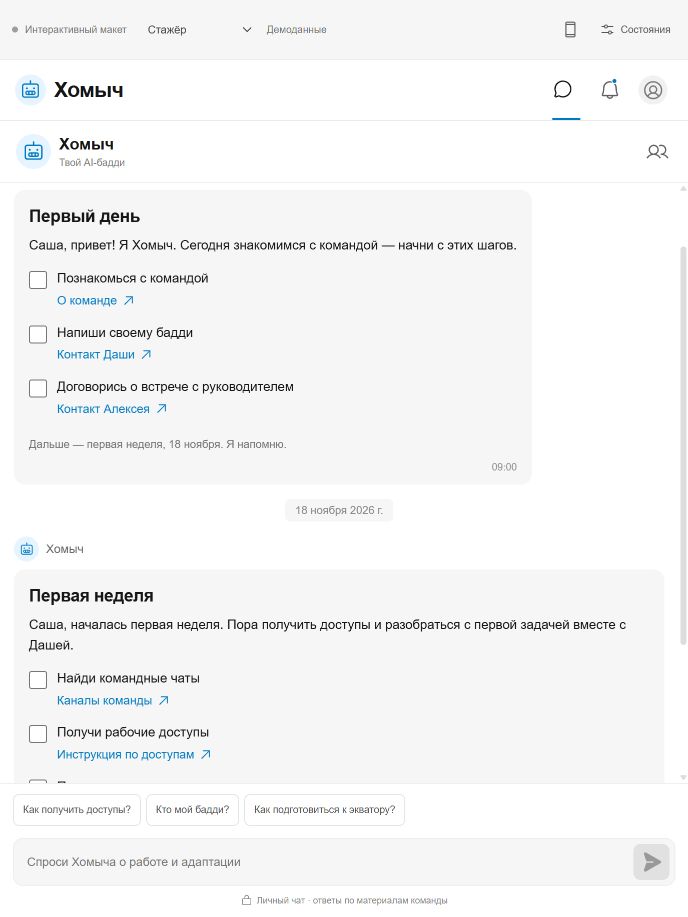 Интерактивный макет Стажёр Демоданные Состояния
Хомыч
Хомыч
Твой AI-бадди
Первый день
Саша, привет! Я Хомыч. Сегодня знакомимся с командой — начни с этих шагов.
Познакомься с командой
О команде
Напиши своему бадди
Контакт Даши
Договорись о встрече с руководителем
Контакт Алексея
Дальше — первая неделя, 18 ноября. Я напомню.
09:00
18 ноября 2026 г.
Хомыч
Первая неделя
Саша, началась первая неделя. Пора получить доступы и разобраться с первой задачей вместе с
Дашей.
Найди командные чаты
Каналы команды
Получи рабочие доступы
Инструкция по доступам
Как получить доступы? Кто мой бадди? Как подготовиться к экватору?
Спроси Хомыча о работе и адаптации
Личный чат · ответы по материалам команды